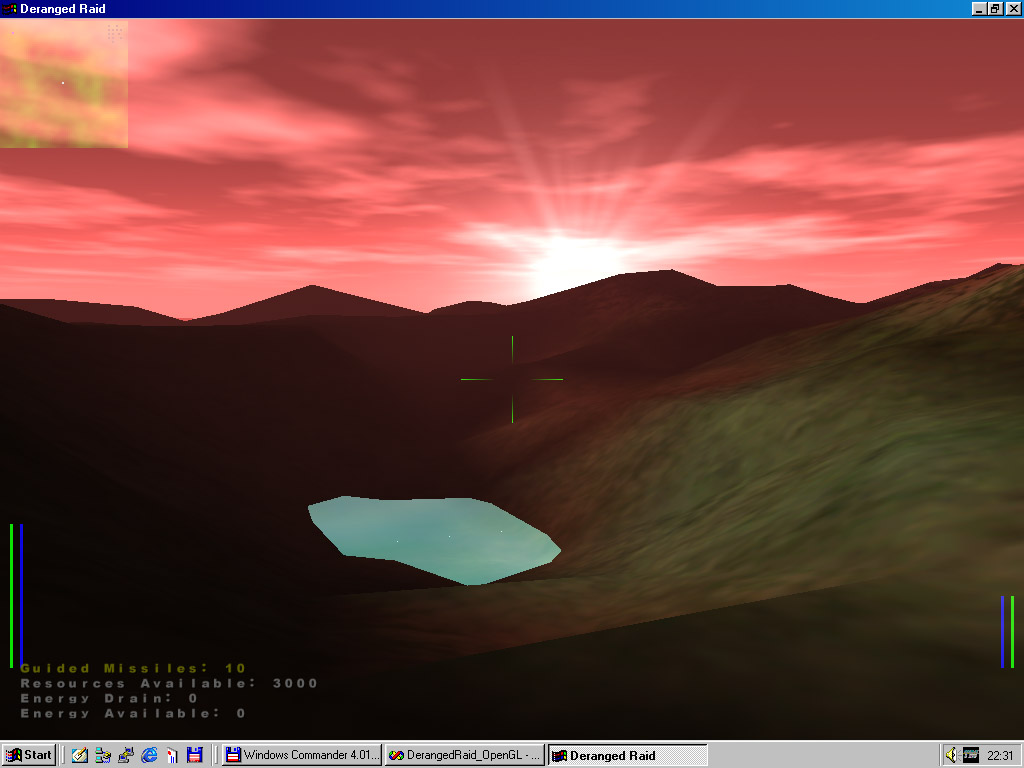 Deranged Raid
Guided Missiles: 10
Resources Available: 3000
Energy Drain: 0
Energy Available: 0
Start Windows Commander 4.01... DerangedRaid_OpenGL - ... Deranged Raid 22:31